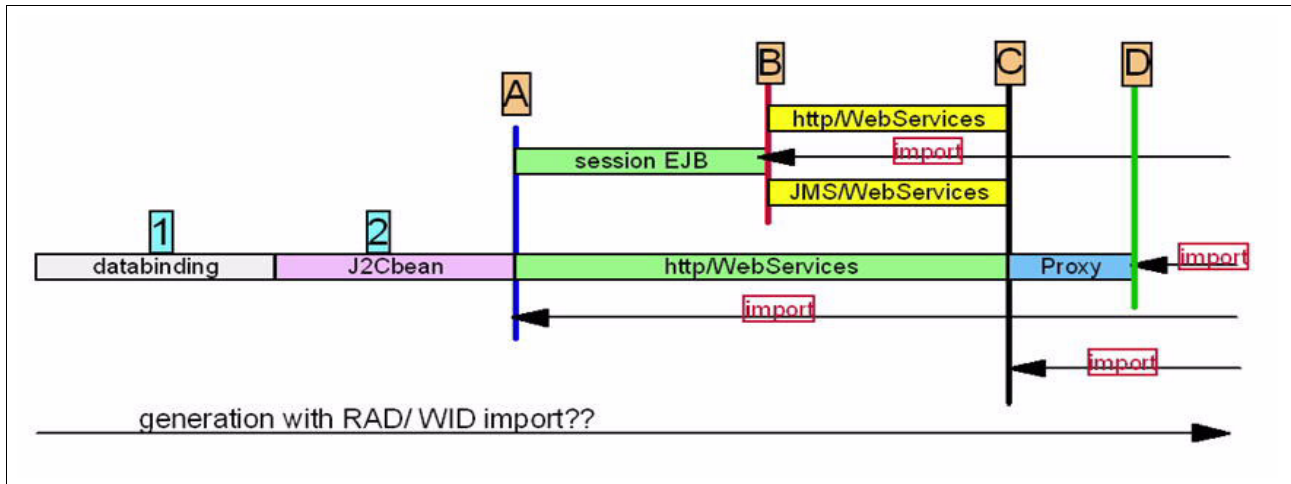 A
B
C
D
http/WebServices
session EJB
import
JMS/WebServices
1
2
databinding
J2Cbean
http/WebServices
Proxy
import
import
import
generation with RAD/ WID import??